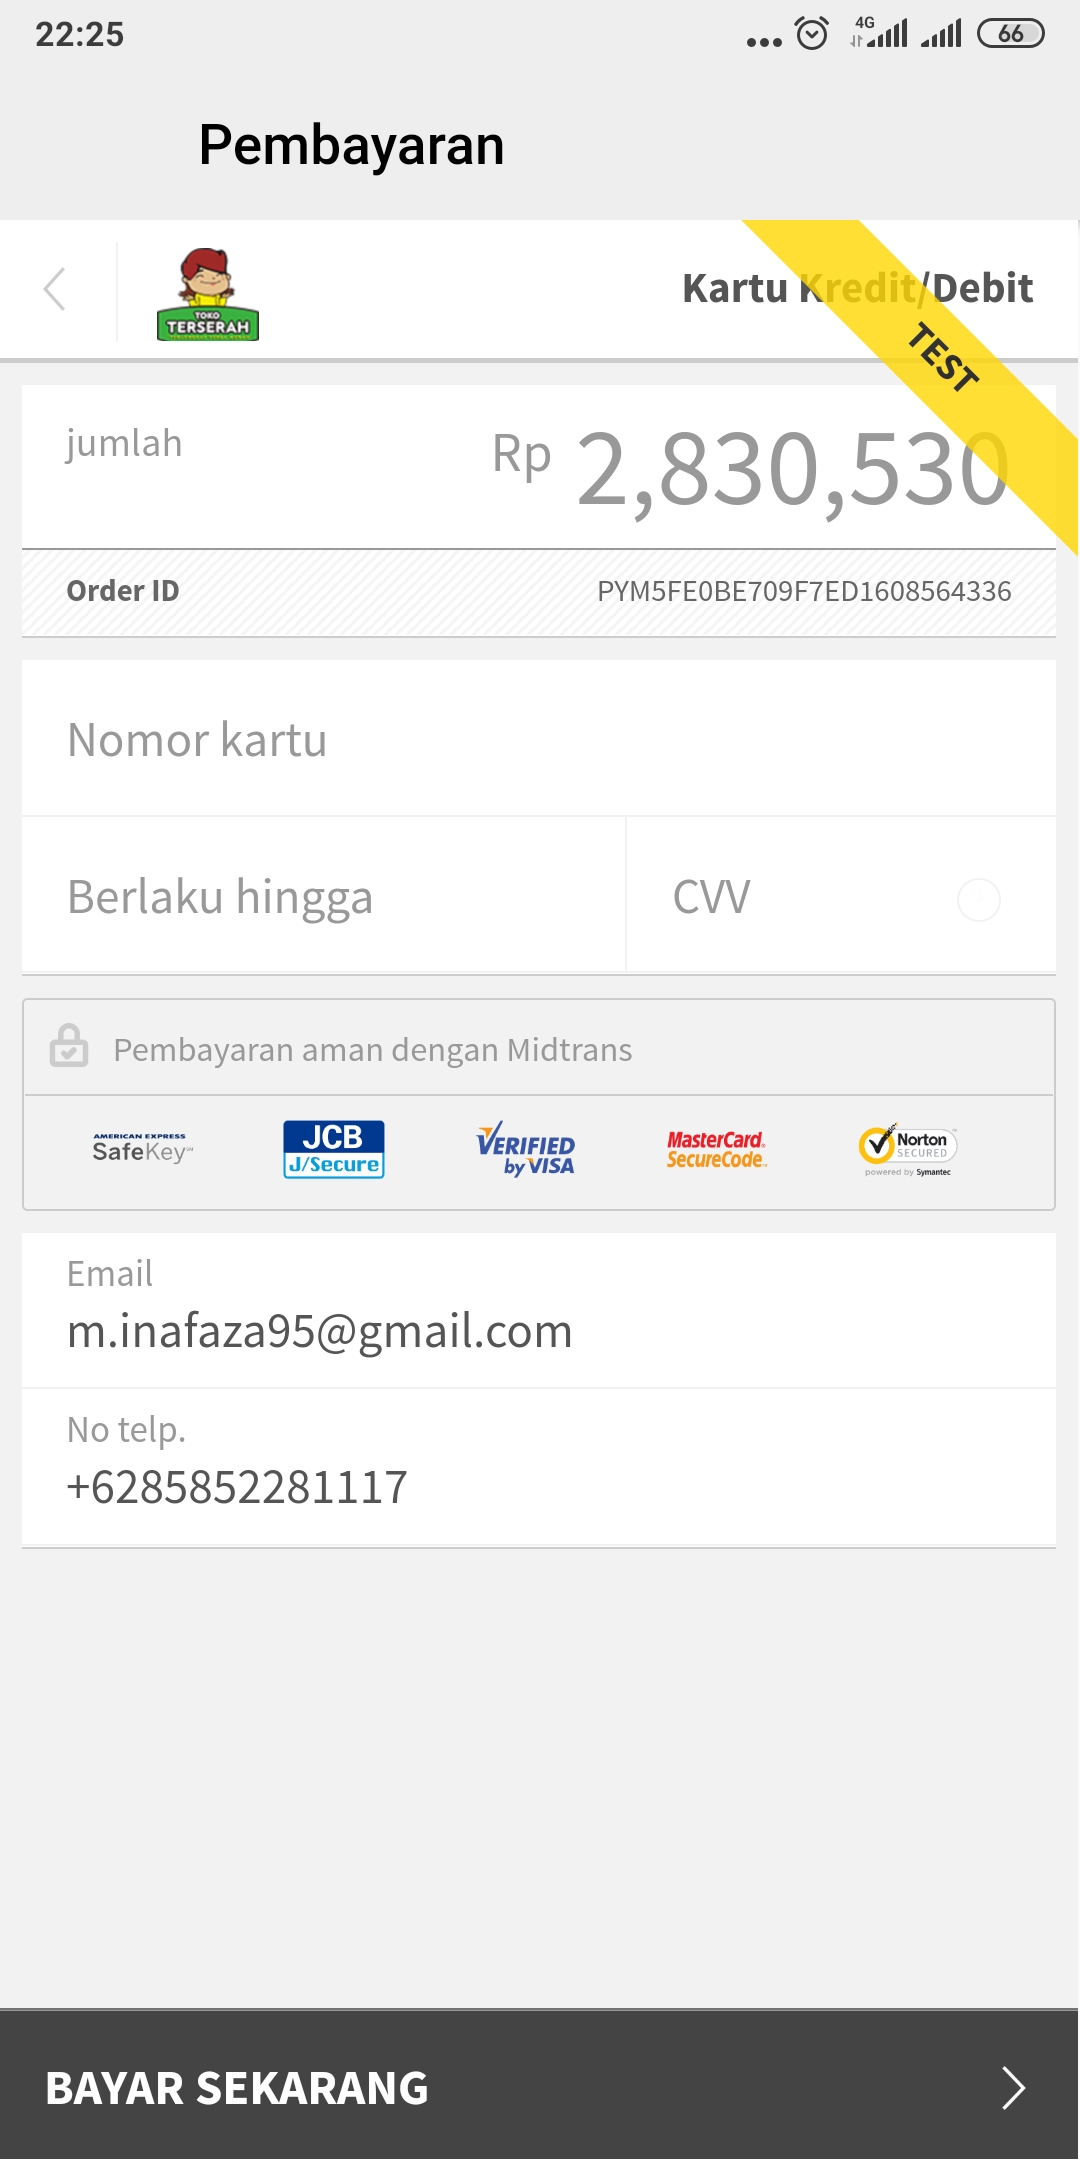 22:25
4G
66
Pembayaran
TOKO
TERSERAH
Kartu Kredit/Debit
TEST
jumlah
Rp 2,830,530
Order ID
PYM5FE0BE709F7ED1608564336
Nomor kartu
Berlaku hingga
CVV
Pembayaran aman dengan Midtrans
AMERICAN EXPRESS
SafeKey
JCB
J/Secure
VERIFIED
by VISA
MasterCard
SecureCode
Norton
SECURED
powered by Symantec
Email
m.inafaza95@gmail.com
No telp.
+6285852281117
BAYAR SEKARANG